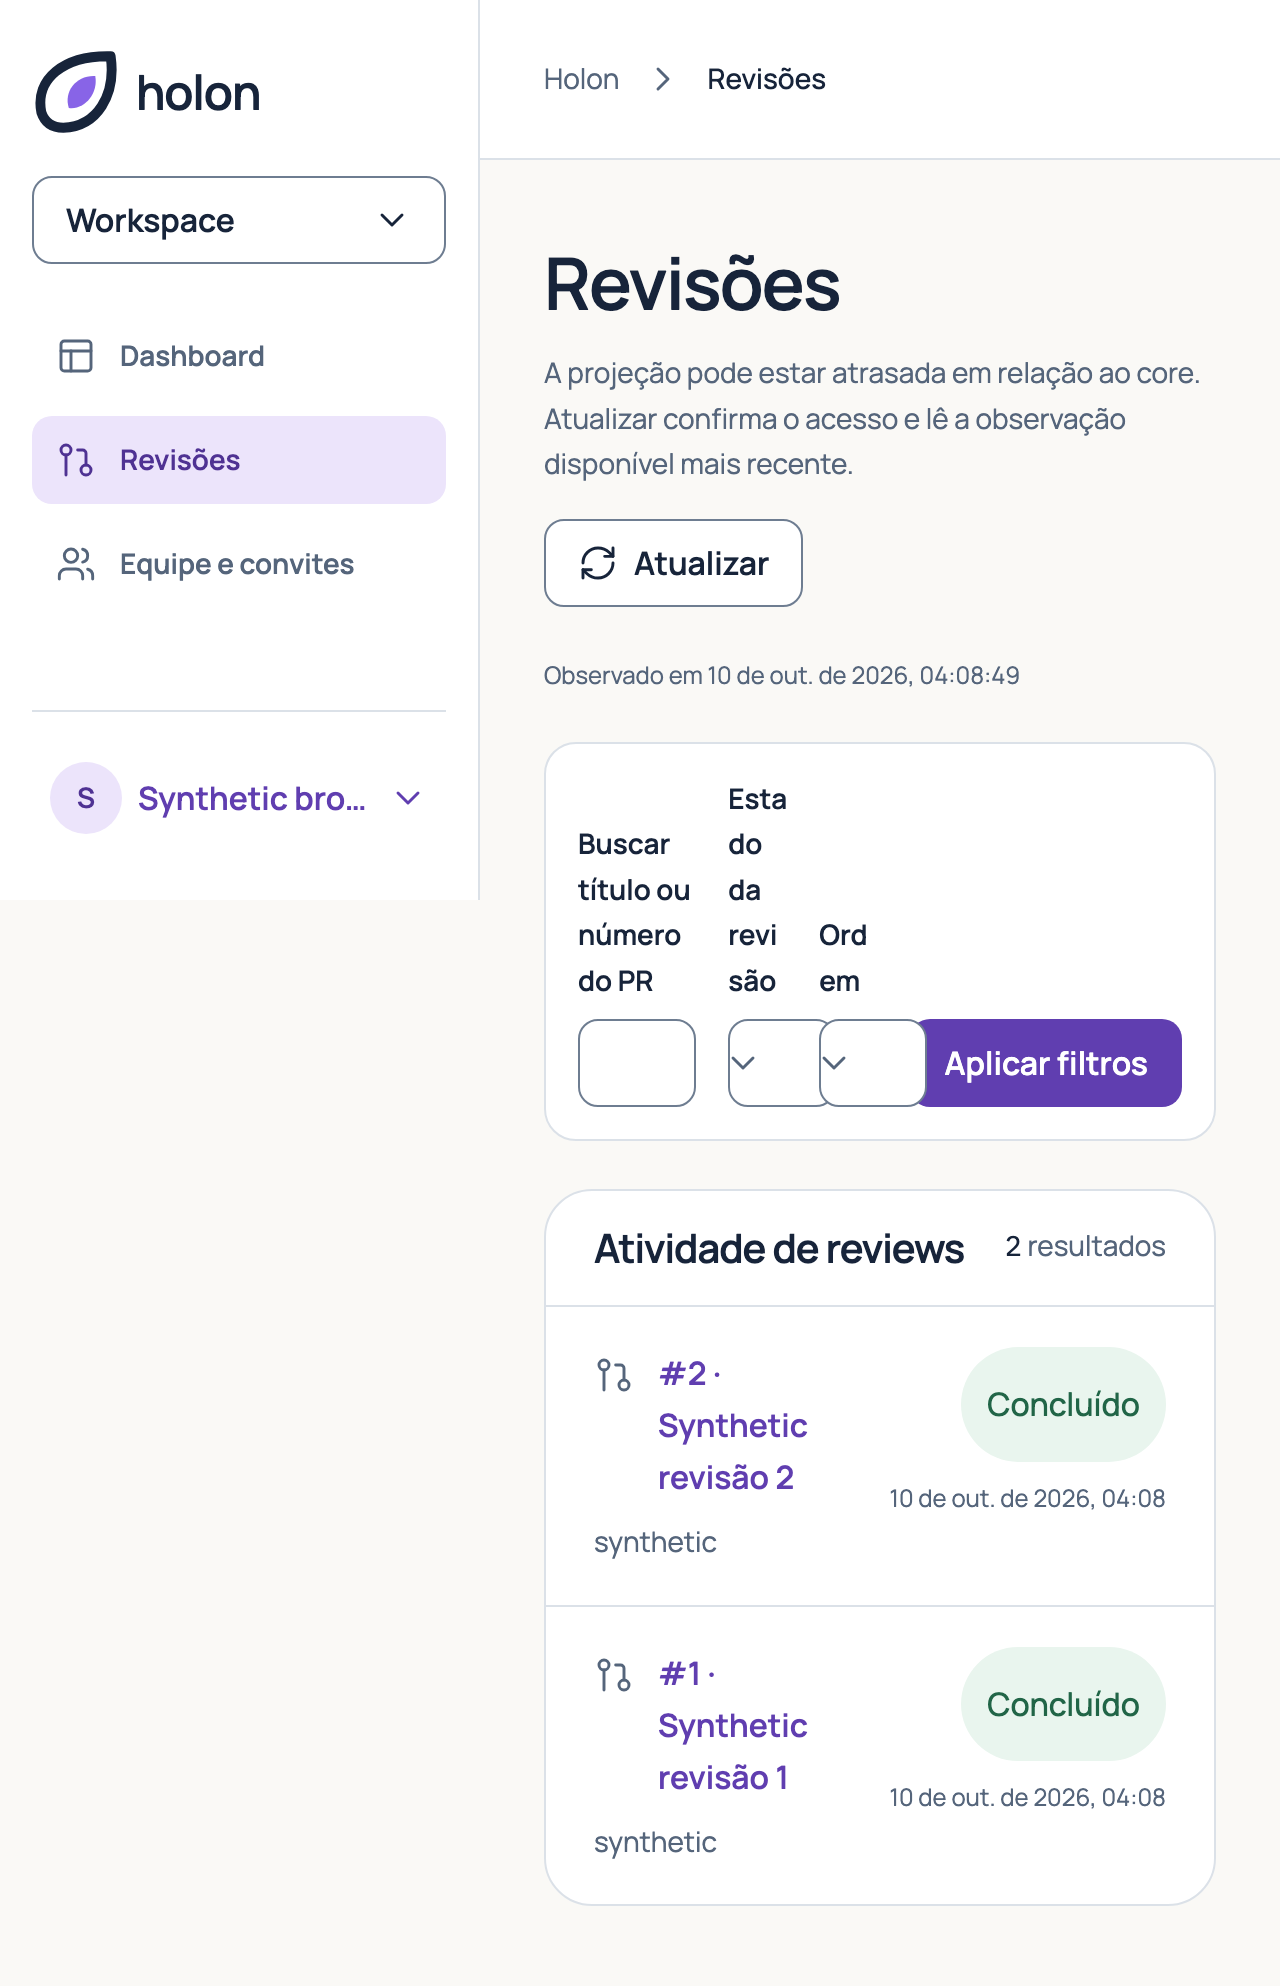 holon
Workspace
Dashboard
Revisões
Equipe e convites
S
Synthetic bro...
Holon
Revisões
Revisões
A projeção pode estar atrasada em relação ao core.
Atualizar confirma o acesso e lê a observação
disponível mais recente.
Atualizar
Observado em 10 de out. de 2026, 04:08:49
Buscar
título ou
número
do PR
Esta
do
da
revi
são
Ord
em
Aplicar filtros
Atividade de reviews
2 resultados
#2 ·
Synthetic
revisão 2
synthetic
Concluído
10 de out. de 2026, 04:08
#1 ·
Synthetic
revisão 1
synthetic
Concluído
10 de out. de 2026, 04:08